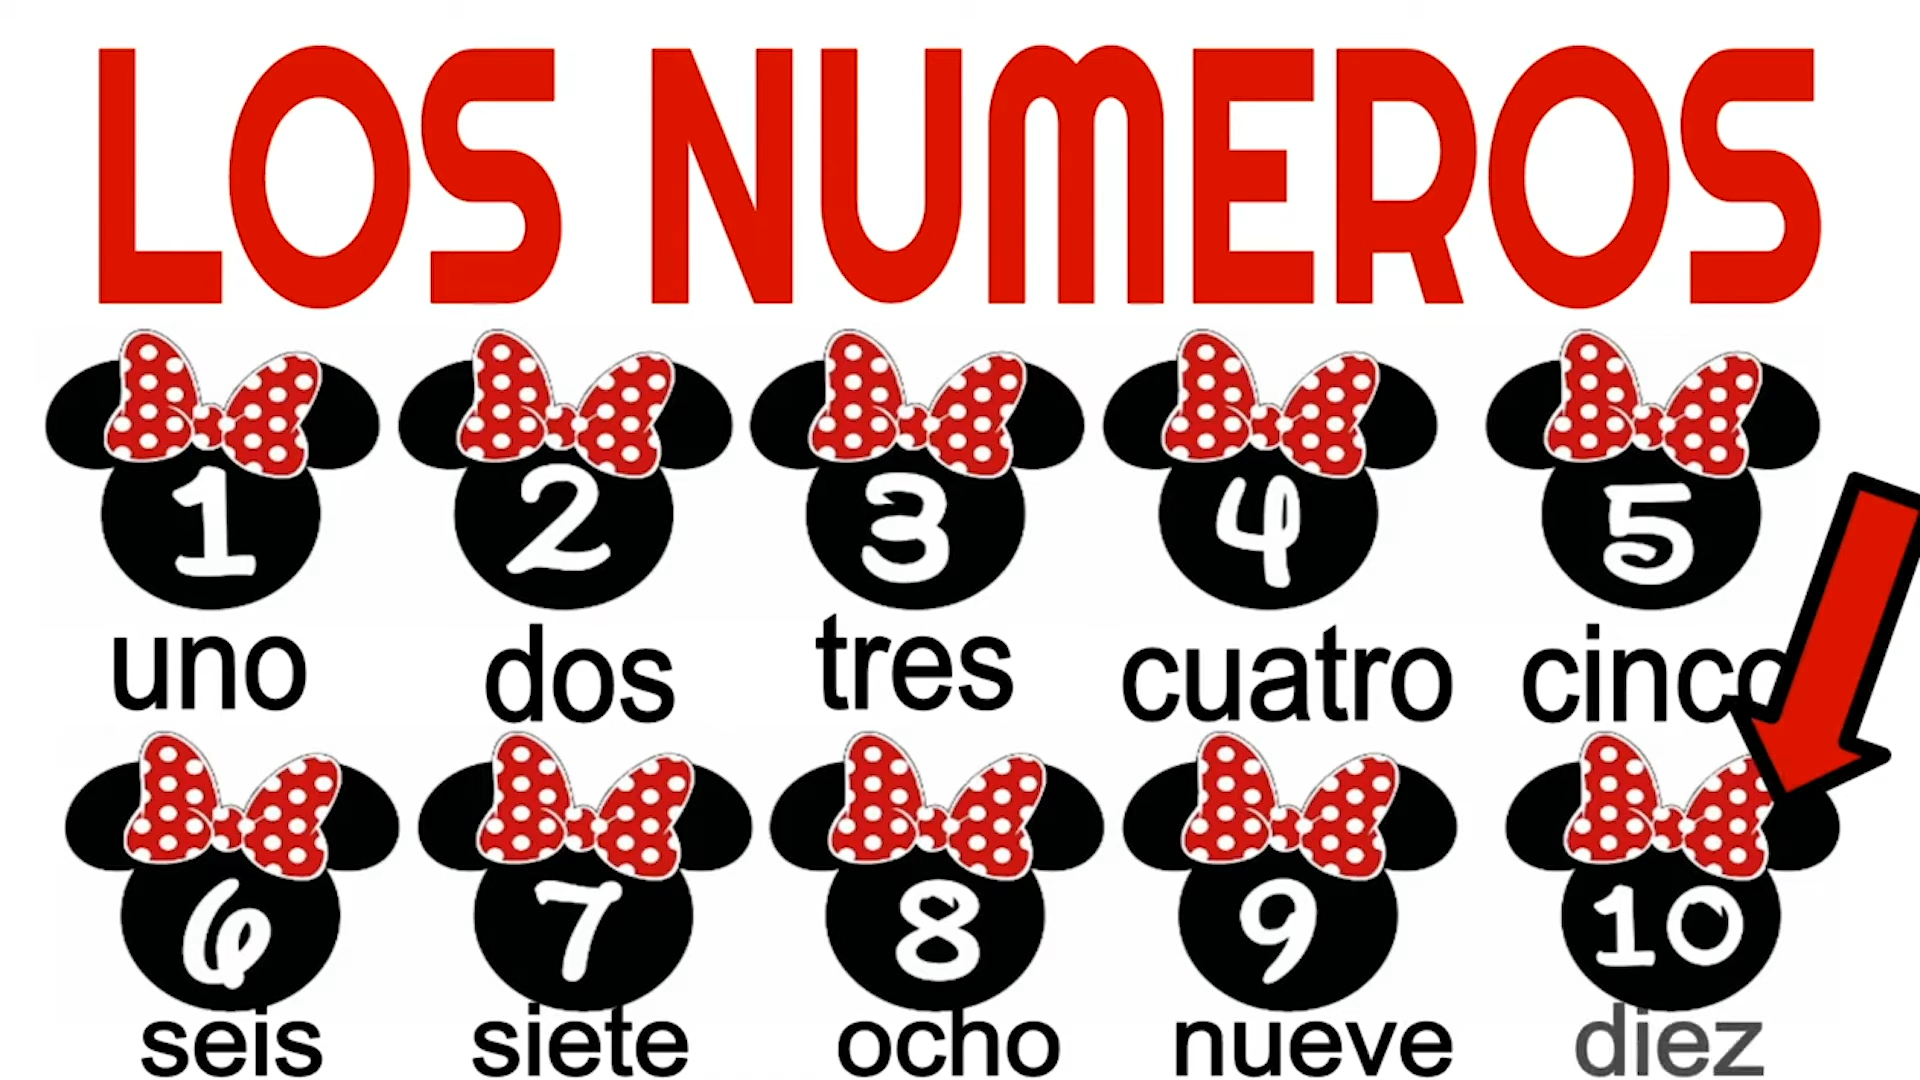 LOS NUMEROS
1 2 3 4 5
uno dos tres cuatro cinco
6 7 8 9 10
seis siete ocho nueve diez